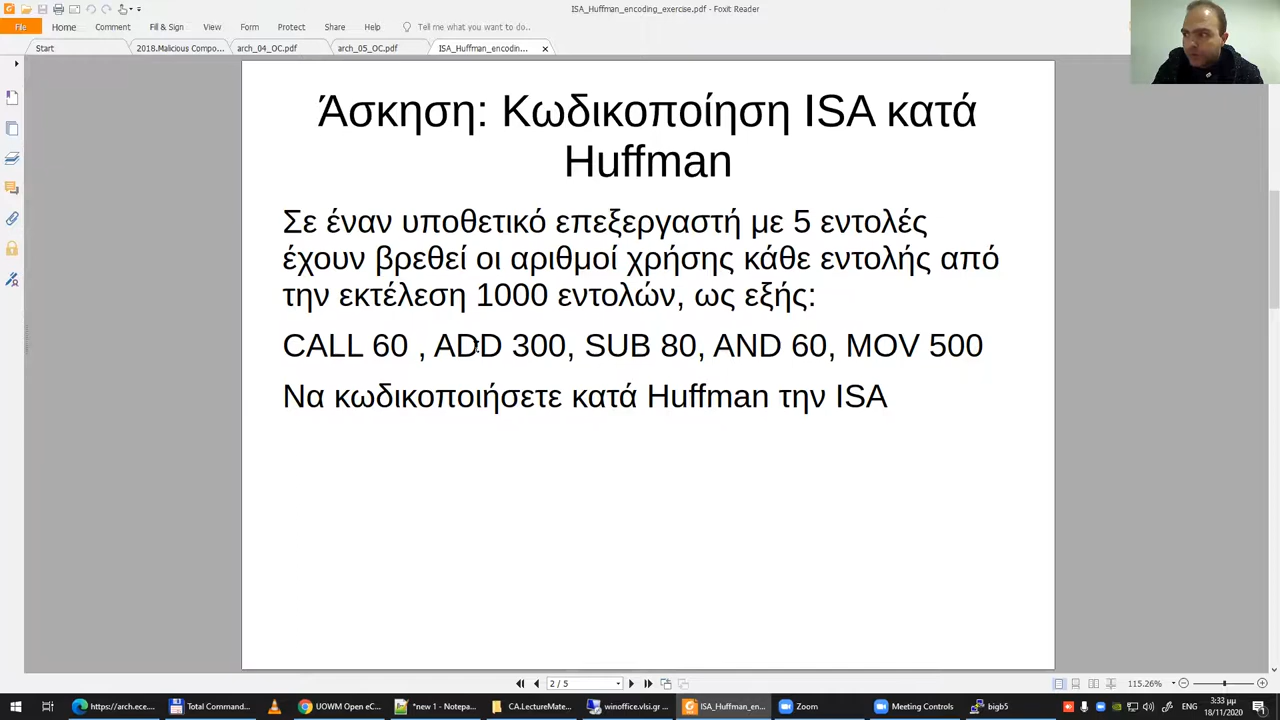 ISA_Huffman_encoding_exercise.pdf - Foxit Reader
File Home Comment Fill & Sign View Form Protect Share Help Tell me what you want to do..
Start 2018.Malicious Compo... arch_04_OC.pdf arch_05_OC.pdf ISA_Huffman_encodin...
Άσκηση: Κωδικοποίηση ISA κατά
Huffman
Σε έναν υποθετικό επεξεργαστή με 5 εντολές
έχουν βρεθεί οι αριθμοί χρήσης κάθε εντολής από
την εκτέλεση 1000 εντολών, ως εξής:
CALL 60 , ADD 300, SUB 80, AND 60, MOV 500
Να κωδικοποιήσετε κατά Huffman την ISA
2 / 5 115.26%
https://arch.ece.... Total Command... UOWM Open eC... *new 1 - Notepa... CA.LectureMate... winoffice.vlsi.gr ... ISA_Huffman_en... Zoom Meeting Controls bigb5 ENG 3:33 μμ
18/11/2020